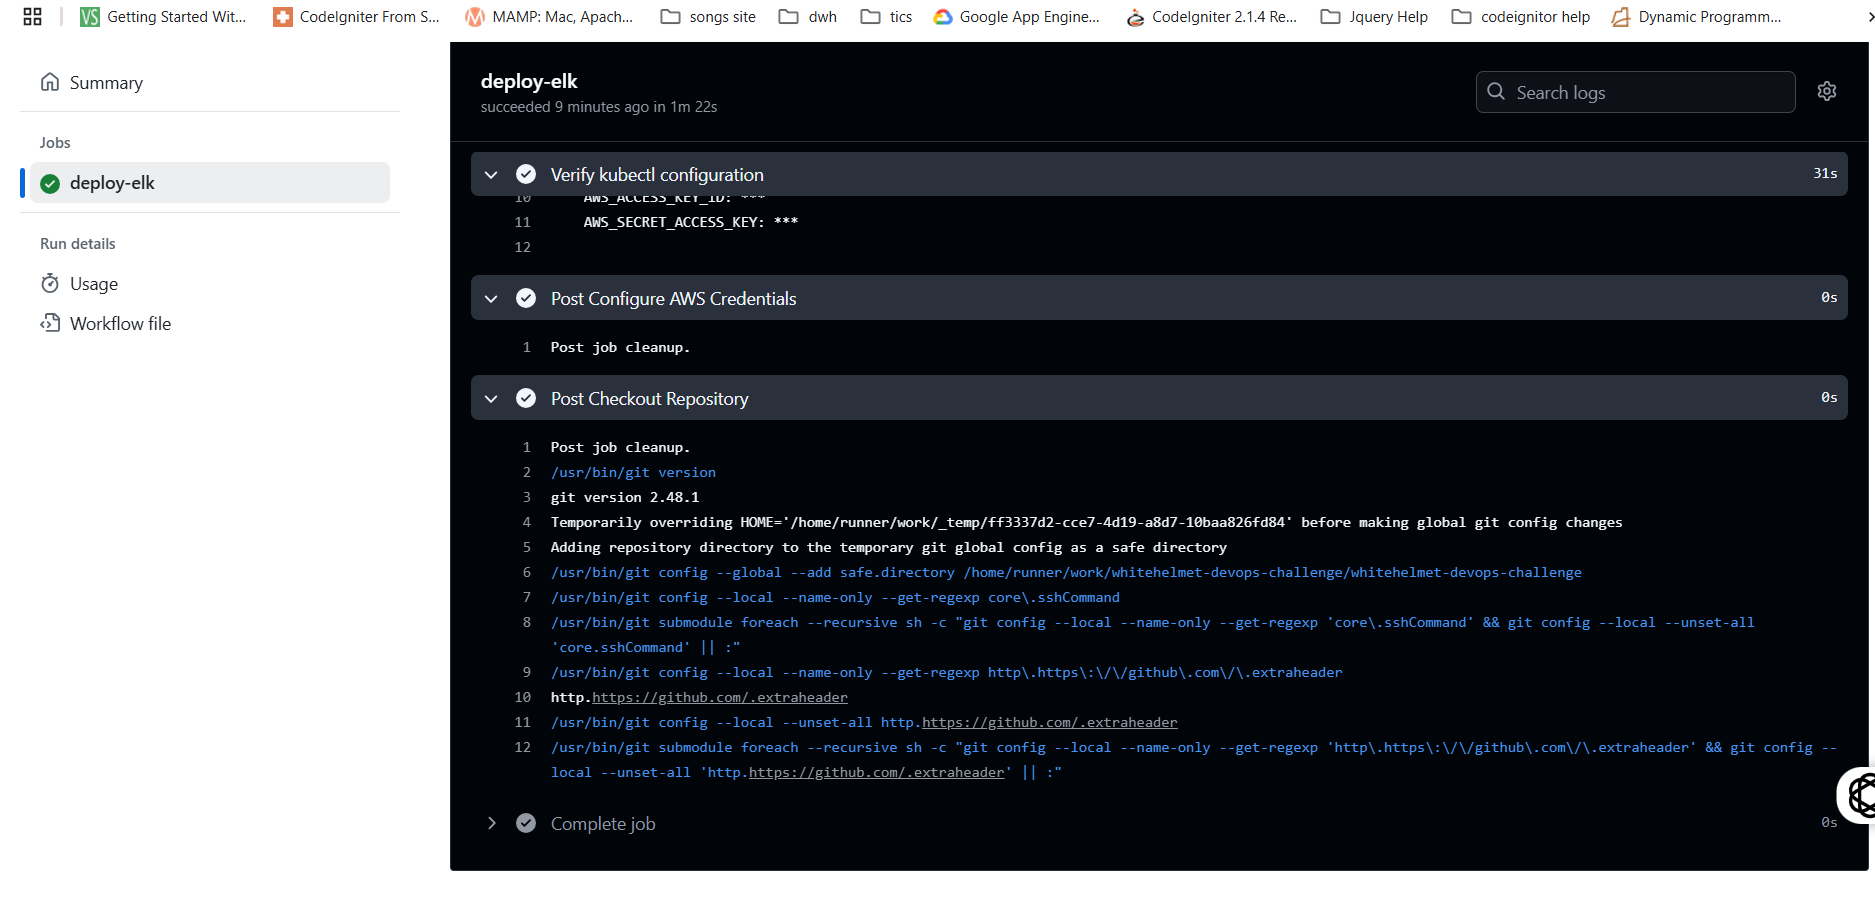 Getting Started Wit...
CodeIgniter From S...
MAMP: Mac, Apach...
songs site
dwh
tics
Google App Engine...
CodeIgniter 2.1.4 Re...
Jquery Help
codeignitor help
Dynamic Programm...
Summary
Jobs
deploy-elk
Run details
Usage
Workflow file
deploy-elk
succeeded 9 minutes ago in 1m 22s
Search logs
Verify kubectl configuration 31s
10 AWS_ACCESS_KEY_ID: ***
11 AWS_SECRET_ACCESS_KEY: ***
12
Post Configure AWS Credentials 0s
1 Post job cleanup.
Post Checkout Repository 0s
1 Post job cleanup.
2 /usr/bin/git version
3 git version 2.48.1
4 Temporarily overriding HOME='/home/runner/work/_temp/ff3337d2-cce7-4d19-a8d7-10baa826fd84' before making global git config changes
5 Adding repository directory to the temporary git global config as a safe directory
6 /usr/bin/git config --global --add safe.directory /home/runner/work/whitehelmet-devops-challenge/whitehelmet-devops-challenge
7 /usr/bin/git config --local --name-only --get-regexp core\.sshCommand
8 /usr/bin/git submodule foreach --recursive sh -c "git config --local --name-only --get-regexp 'core\.sshCommand' && git config --local --unset-all
'core.sshCommand' || :"
9 /usr/bin/git config --local --name-only --get-regexp http\.https\:\/\/github\.com\/\.extraheader
10 http.https://github.com/.extraheader
11 /usr/bin/git config --local --unset-all http.https://github.com/.extraheader
12 /usr/bin/git submodule foreach --recursive sh -c "git config --local --name-only --get-regexp 'http\.https\:\/\/github\.com\/\.extraheader' && git config --
local --unset-all 'http.https://github.com/.extraheader' || :"
Complete job 0s